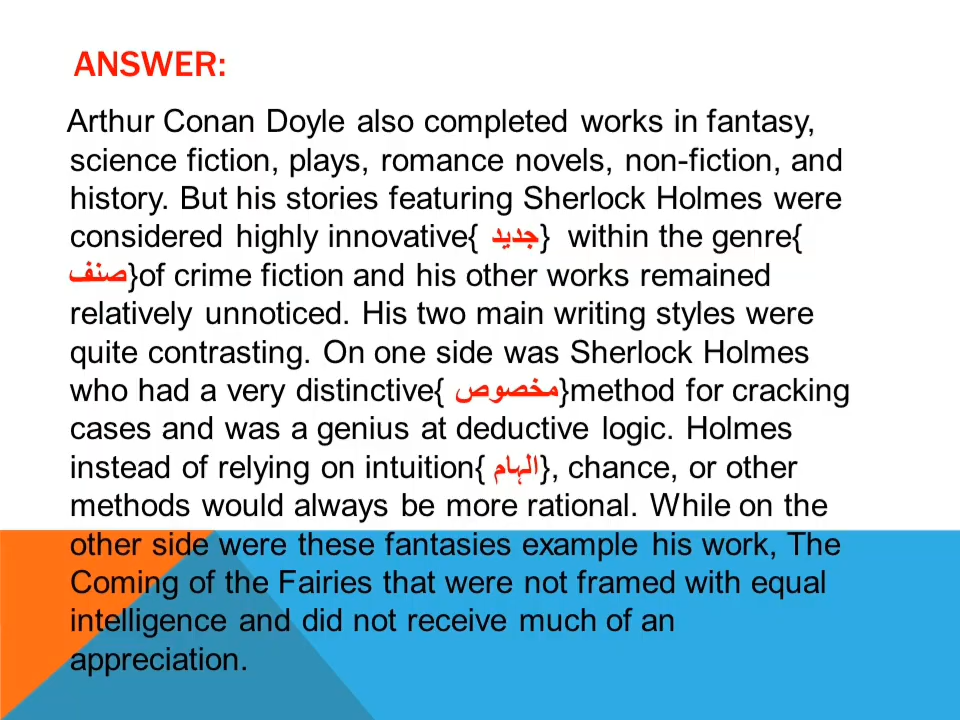 ANSWER:
Arthur Conan Doyle also completed works in fantasy,
science fiction, plays, romance novels, non-fiction, and
history. But his stories featuring Sherlock Holmes were
considered highly innovative{ جدید}  within the genre{
صنف}of crime fiction and his other works remained
relatively unnoticed. His two main writing styles were
quite contrasting. On one side was Sherlock Holmes
who had a very distinctive{ مخصوص}method for cracking
cases and was a genius at deductive logic. Holmes
instead of relying on intuition{ الہام}, chance, or other
methods would always be more rational. While on the
other side were these fantasies example his work, The
Coming of the Fairies that were not framed with equal
intelligence and did not receive much of an
appreciation.